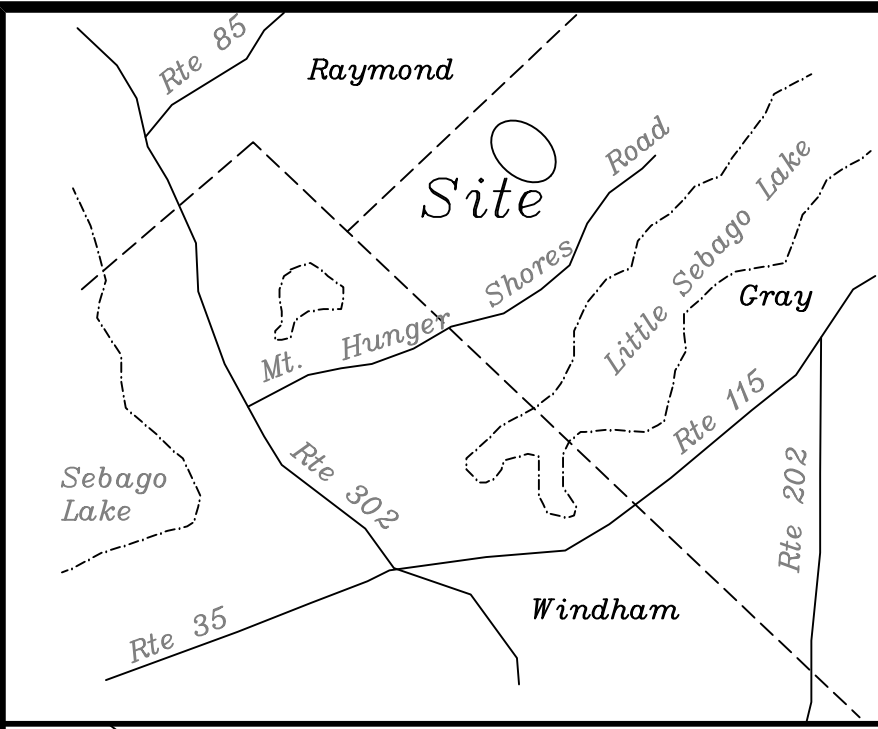 Rte 85
Raymond
Site
Mt. Hunger Shores Road
Little Sebago Lake
Gray
Rte 115
Rte 202
Sebago
Lake
Rte 302
Rte 35
Windham